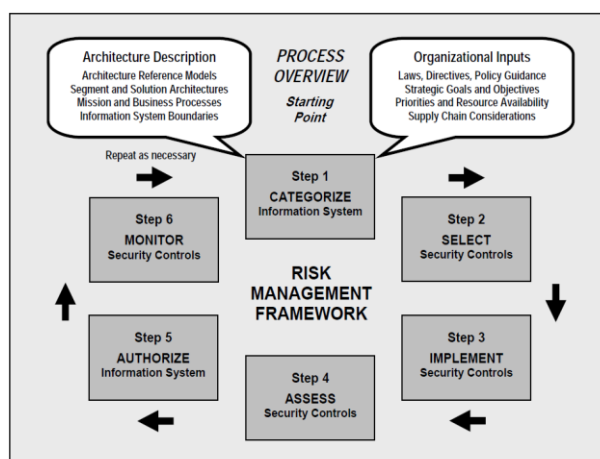 Architecture Description
Architecture Reference Models
Segment and Solution Architectures
Mission and Business Processes
Information System Boundaries
PROCESS
OVERVIEW
Starting
Point
Organizational Inputs
Laws, Directives, Policy Guidance
Strategic Goals and Objectives
Priorities and Resource Availability
Supply Chain Considerations
Repeat as necessary
Step 1
CATEGORIZE
Information System
Step 2
SELECT
Security Controls
Step 3
IMPLEMENT
Security Controls
Step 4
ASSESS
Security Controls
Step 5
AUTHORIZE
Information System
Step 6
MONITOR
Security Controls
RISK
MANAGEMENT
FRAMEWORK